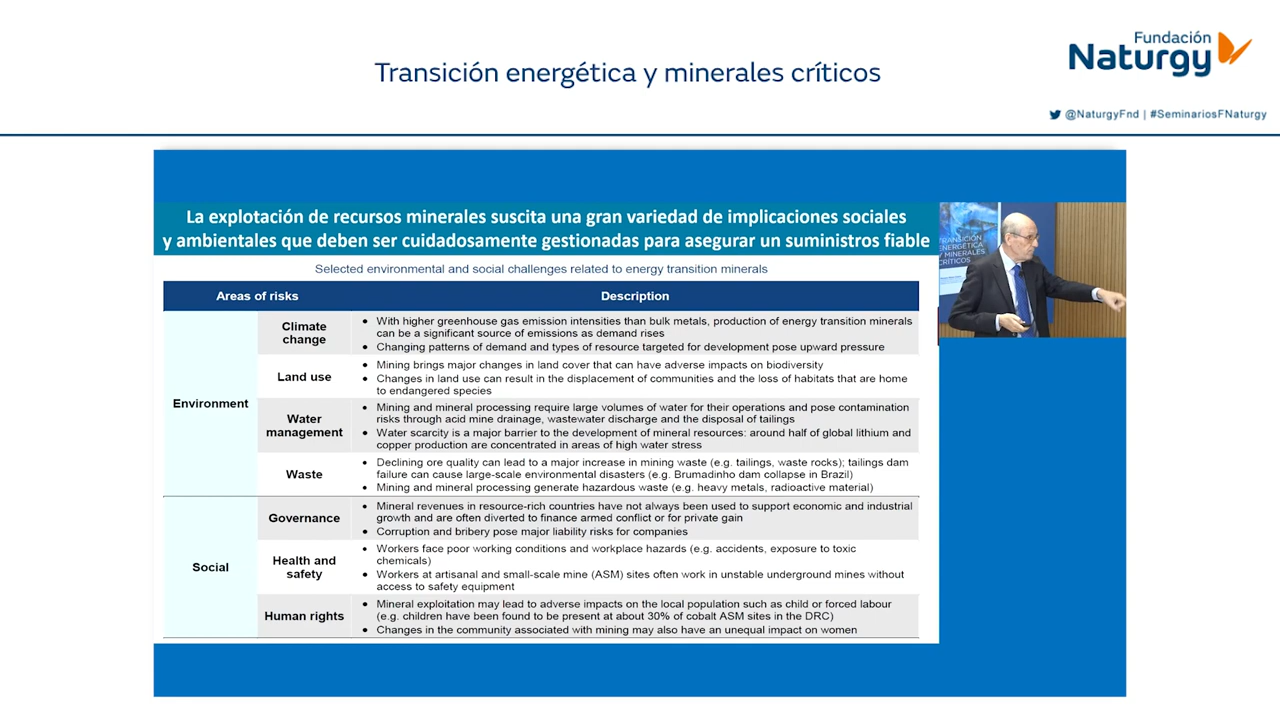 Transición energética y minerales críticos
Fundación
Naturgy
@NaturgyFnd | #SeminariosFNaturgy
La explotación de recursos minerales suscita una gran variedad de implicaciones sociales
y ambientales que deben ser cuidadosamente gestionadas para asegurar un suministros fiable
Selected environmental and social challenges related to energy transition minerals
Areas of risks
Description
Environment
Climate
change
• With higher greenhouse gas emission intensities than bulk metals, production of energy transition minerals
can be a significant source of emissions as demand rises
• Changing patterns of demand and types of resource targeted for development pose upward pressure
Land use
• Mining brings major changes in land cover that can have adverse impacts on biodiversity
• Changes in land use can result in the displacement of communities and the loss of habitats that are home
to endangered species
Water
management
• Mining and mineral processing require large volumes of water for their operations and pose contamination
risks through acid mine drainage, wastewater discharge and the disposal of tailings
• Water scarcity is a major barrier to the development of mineral resources: around half of global lithium and
copper production are concentrated in areas of high water stress
Waste
• Declining ore quality can lead to a major increase in mining waste (e.g. tailings, waste rocks); tailings dam
failure can cause large-scale environmental disasters (e.g. Brumadinho dam collapse in Brazil)
• Mining and mineral processing generate hazardous waste (e.g. heavy metals, radioactive material)
Social
Governance
• Mineral revenues in resource-rich countries have not always been used to support economic and industrial
growth and are often diverted to finance armed conflict or for private gain
• Corruption and bribery pose major liability risks for companies
Health and
safety
• Workers face poor working conditions and workplace hazards (e.g. accidents, exposure to toxic
chemicals)
• Workers at artisanal and small-scale mine (ASM) sites often work in unstable underground mines without
access to safety equipment
Human rights
• Mineral exploitation may lead to adverse impacts on the local population such as child or forced labour
(e.g. children have been found to be present at about 30% of cobalt ASM sites in the DRC)
• Changes in the community associated with mining may also have an unequal impact on women
TRANSICIÓN
ENERGÉTICA
Y MINERALES
CRÍTICOS